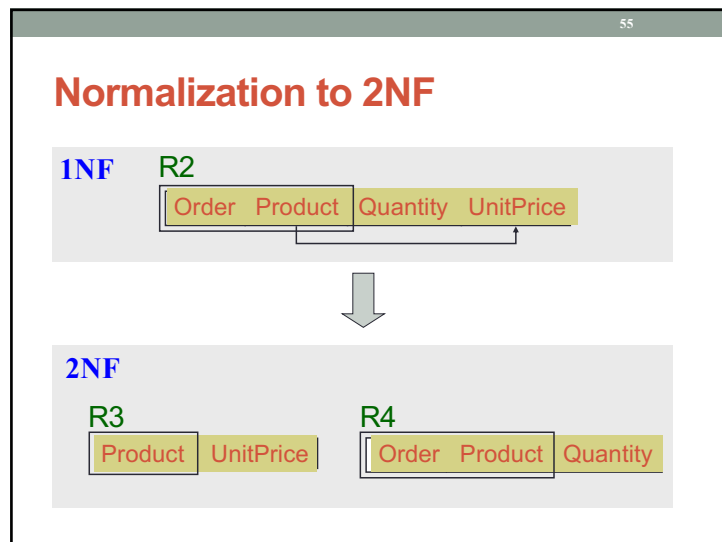 55
Normalization to 2NF
1NF
R2
Order Product Quantity UnitPrice
2NF
R3
Product UnitPrice
R4
Order Product Quantity